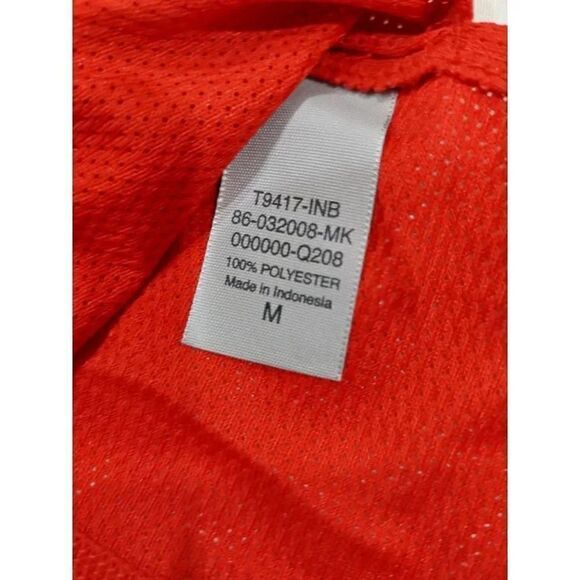 T9417-INB
86-032008-MK
000000-Q208
100% POLYESTER
Made in Indonesia
M